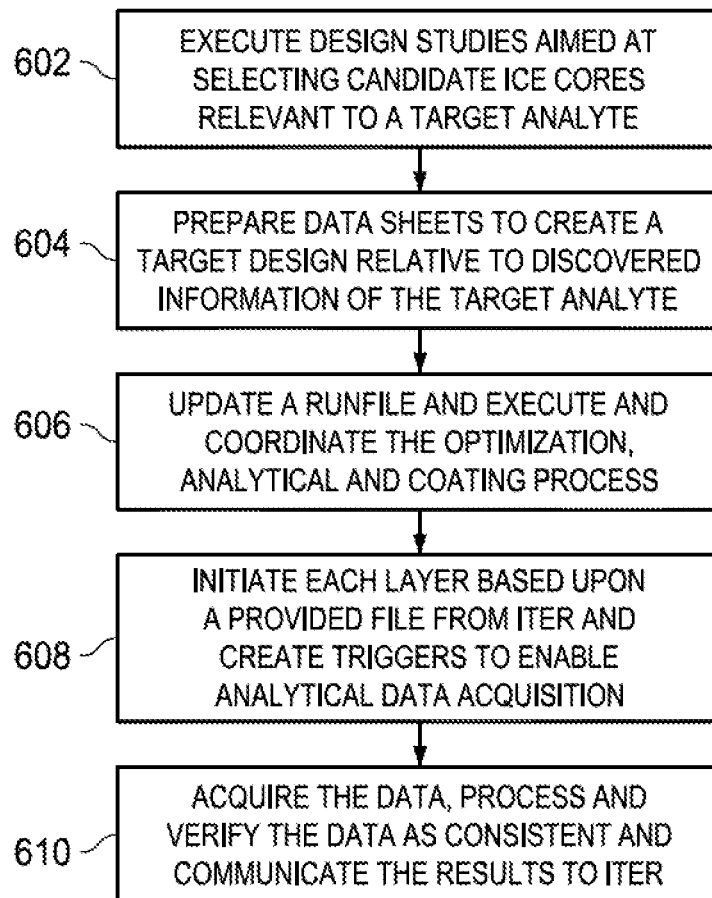 602
EXECUTE DESIGN STUDIES AIMED AT
SELECTING CANDIDATE ICE CORES
RELEVANT TO A TARGET ANALYTE
604
PREPARE DATA SHEETS TO CREATE A
TARGET DESIGN RELATIVE TO DISCOVERED
INFORMATION OF THE TARGET ANALYTE
606
UPDATE A RUNFILE AND EXECUTE AND
COORDINATE THE OPTIMIZATION,
ANALYTICAL AND COATING PROCESS
608
INITIATE EACH LAYER BASED UPON
A PROVIDED FILE FROM ITER AND
CREATE TRIGGERS TO ENABLE
ANALYTICAL DATA ACQUISITION
610
ACQUIRE THE DATA, PROCESS AND
VERIFY THE DATA AS CONSISTENT AND
COMMUNICATE THE RESULTS TO ITER